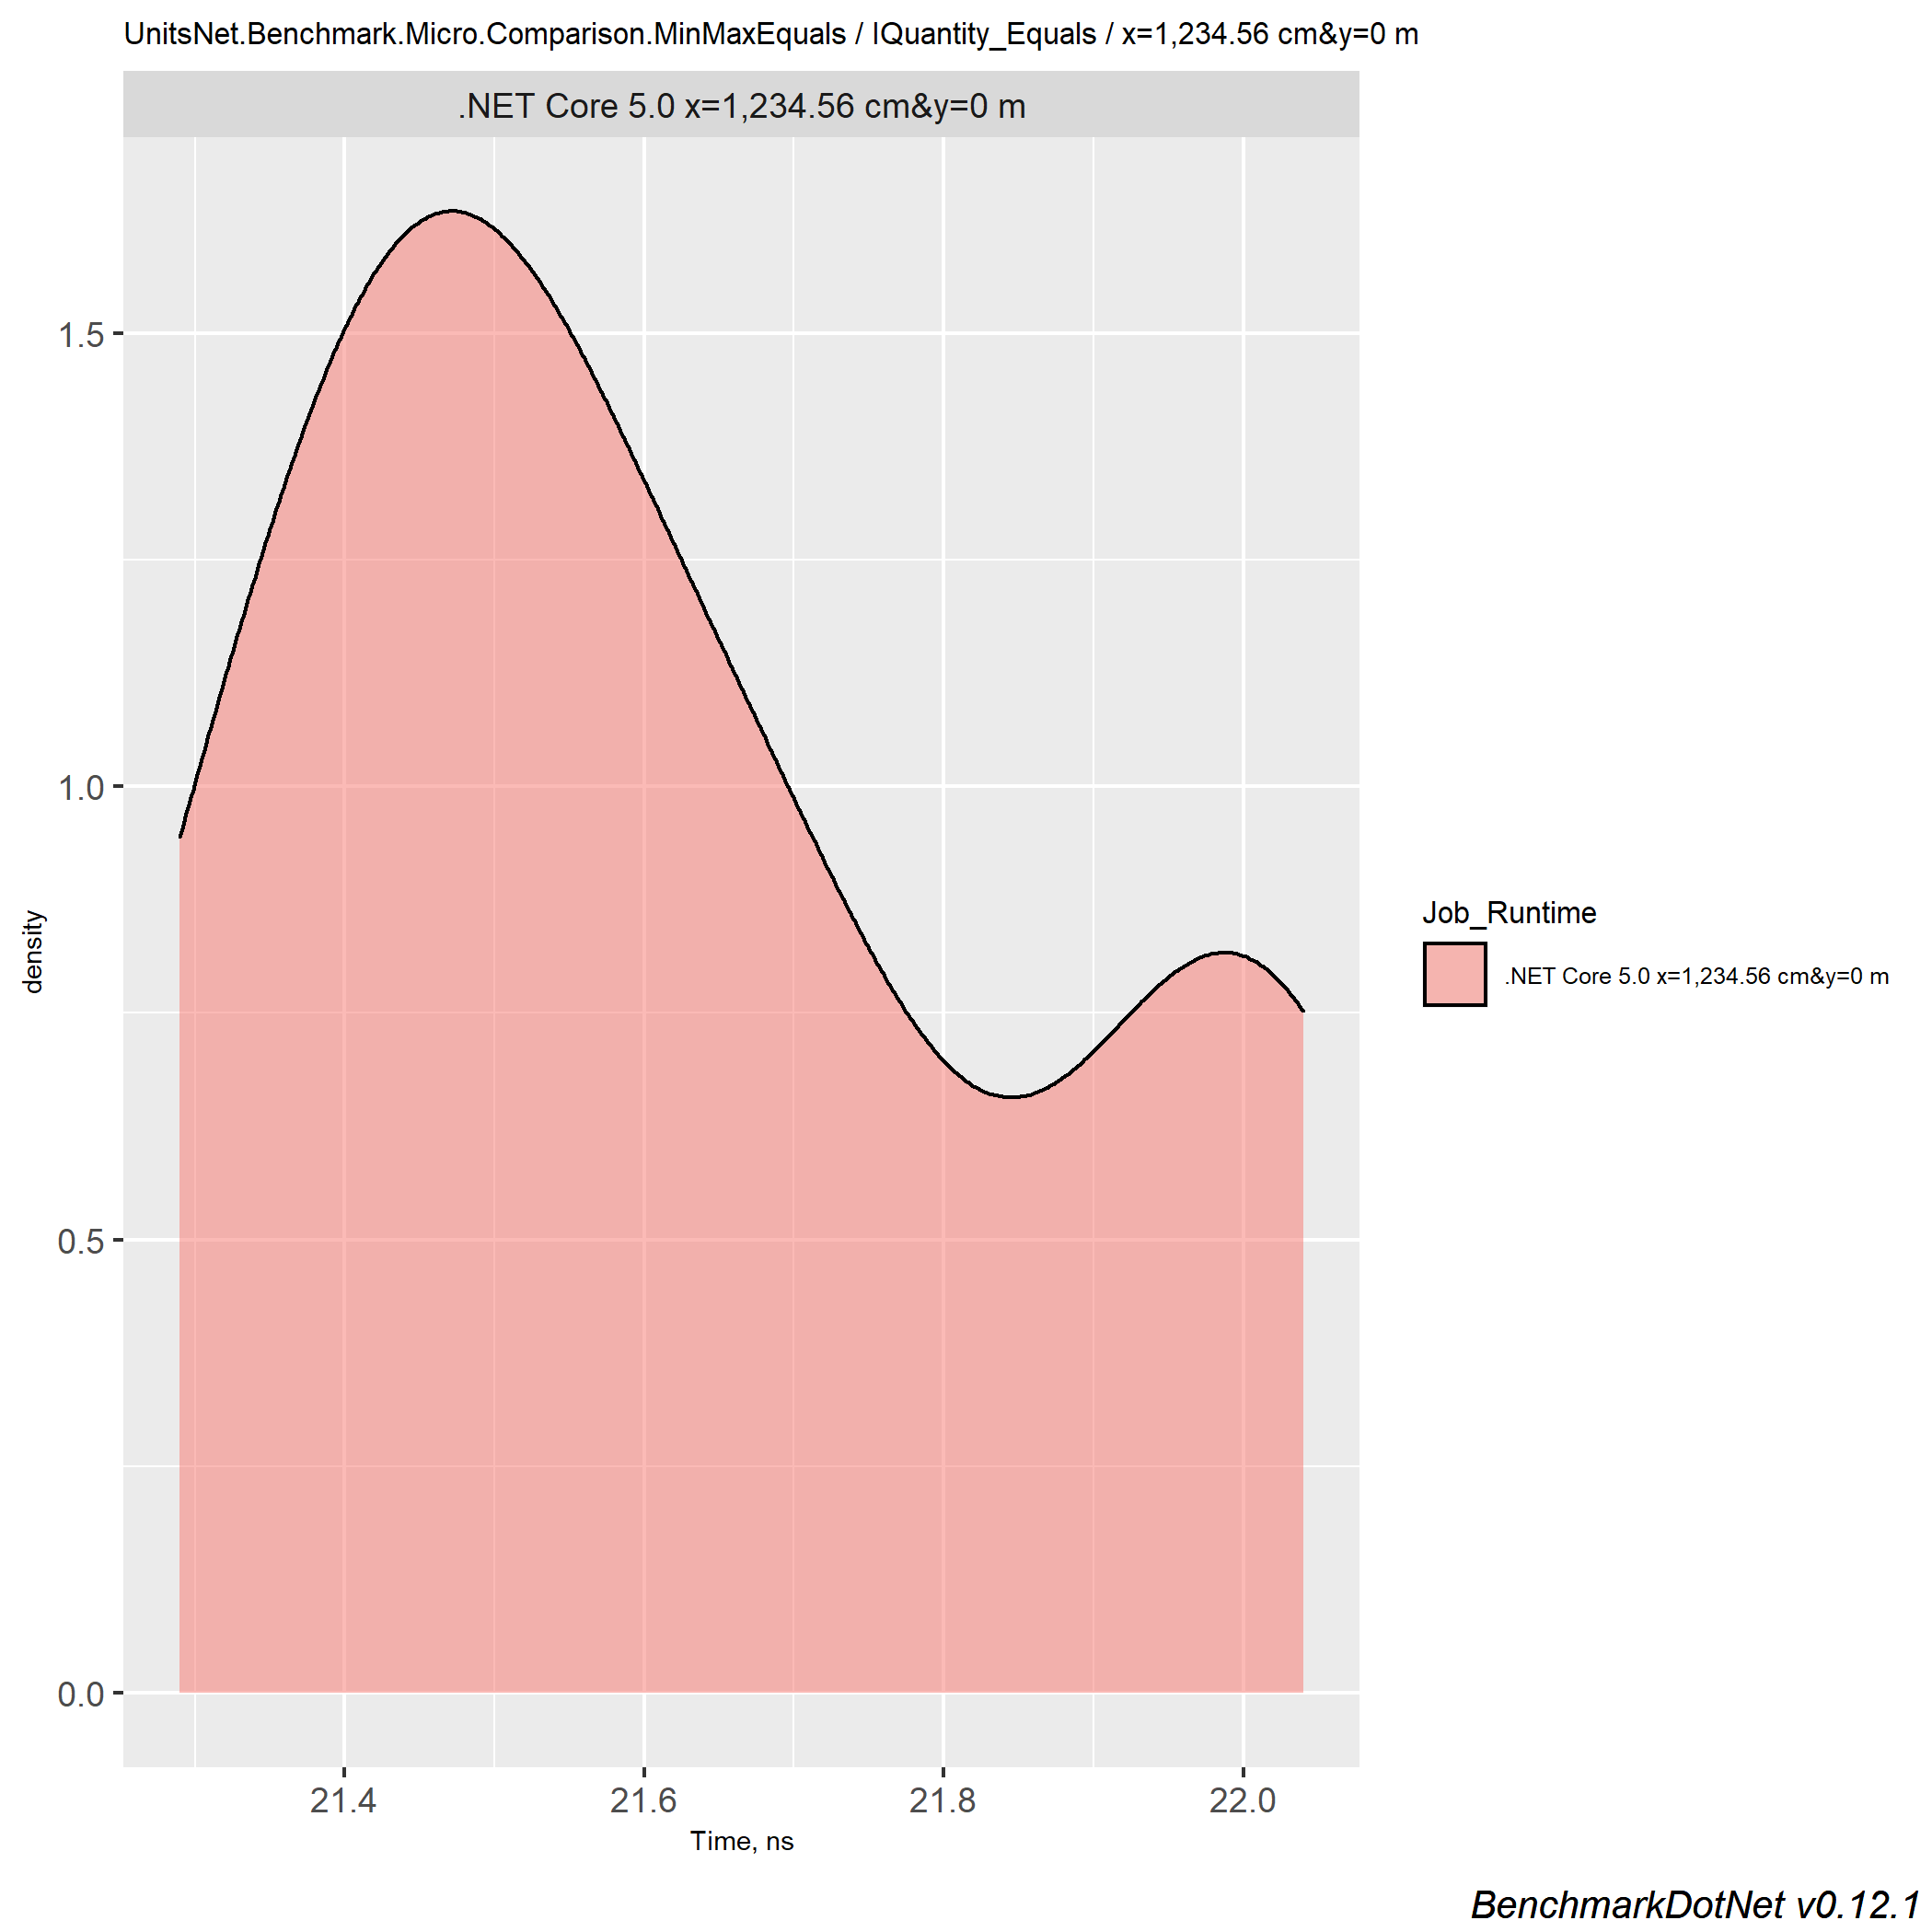 UnitsNet.Benchmark.Micro.Comparison.MinMaxEquals / IQuantity_Equals / x=1,234.56 cm&y=0 m
.NET Core 5.0 x=1,234.56 cm&y=0 m
1.5
1.0
0.5
0.0
density
21.4 21.6 21.8 22.0
Time, ns
Job_Runtime
.NET Core 5.0 x=1,234.56 cm&y=0 m
BenchmarkDotNet v0.12.1